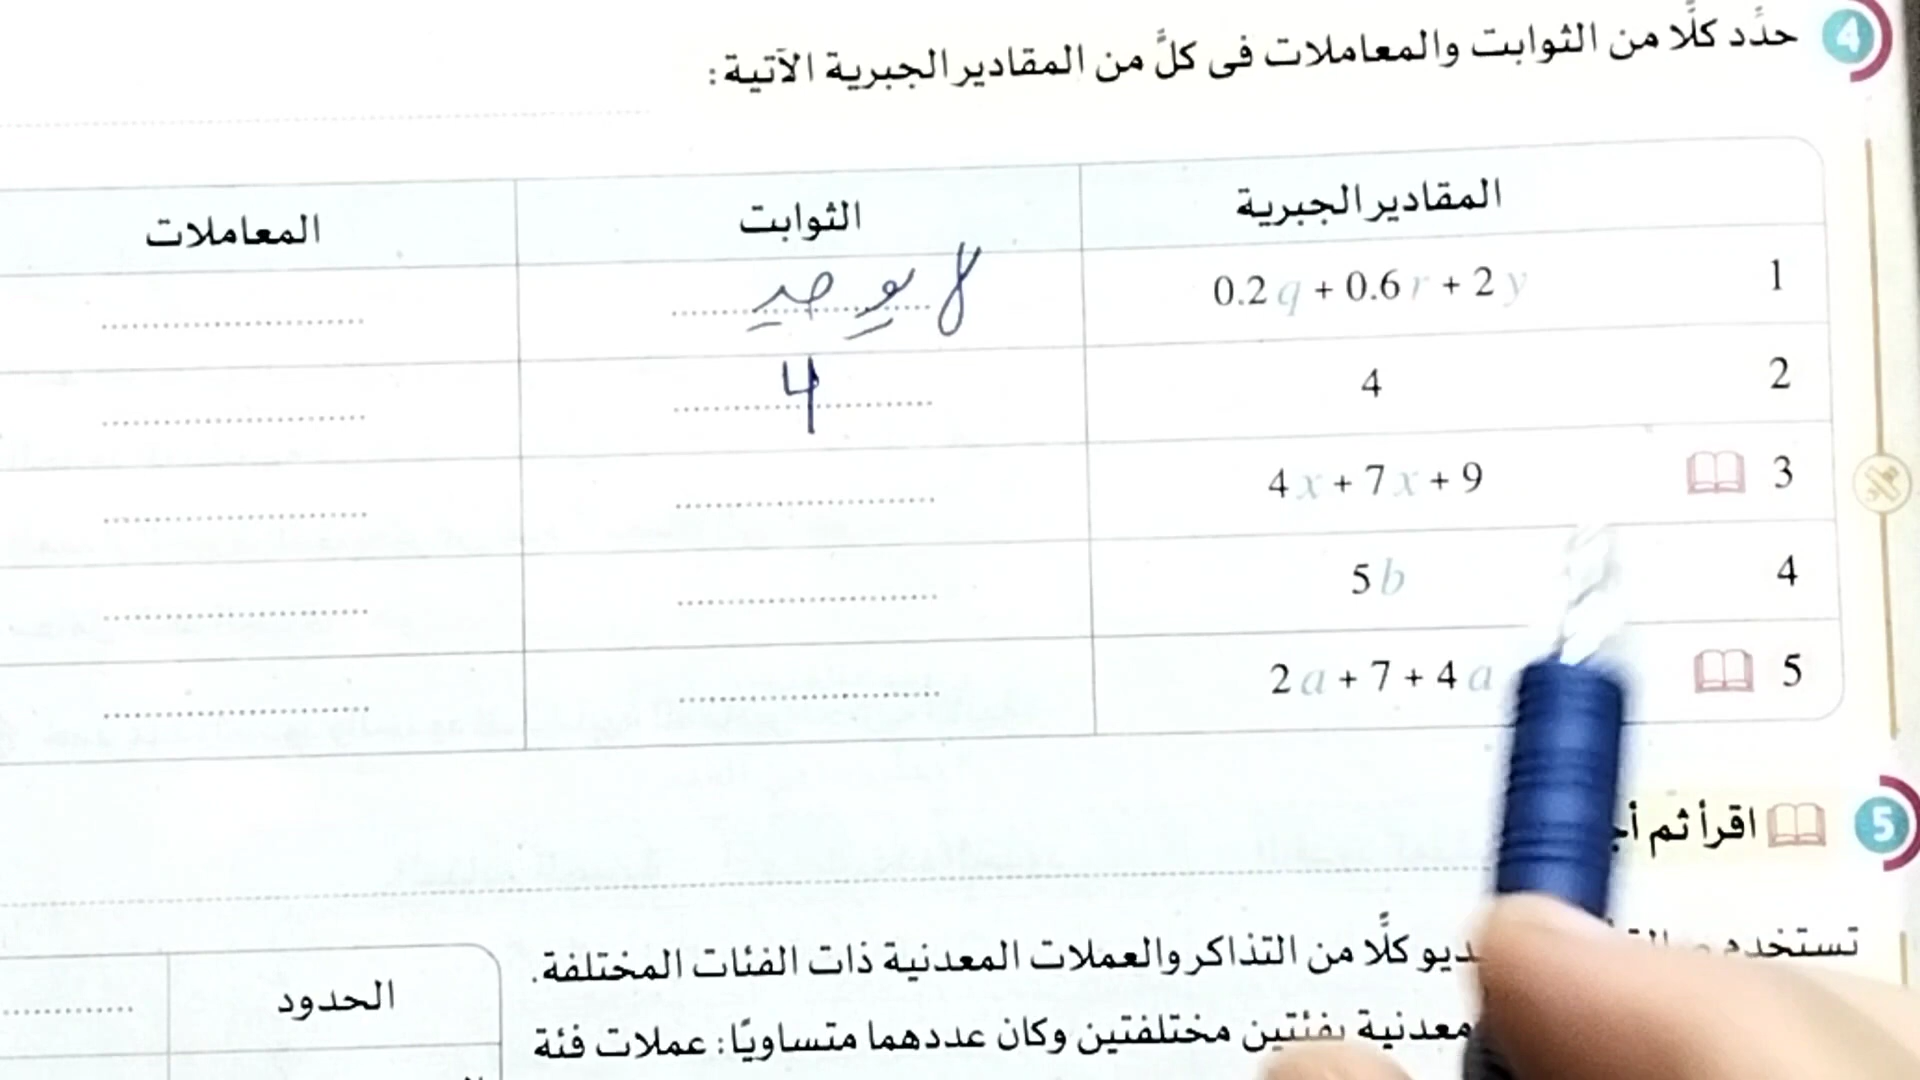 4 حدِّد كلًّا من الثوابت والمعاملات فى كلٍّ من المقادير الجبرية الآتية :
المقادير الجبرية الثوابت المعاملات
1 0.2 q + 0.6 r + 2 y لا يوجد
2 4 4
3 4 x + 7 x + 9
4 5 b
5 2 a + 7 + 4 a
5 اقرأ ثم
كلًّا من التذاكر والعملات المعدنية ذات الفئات المختلفة.
معدنية بفئتين مختلفتين وكان عددهما متساويًا : عملات فئة
الحدود